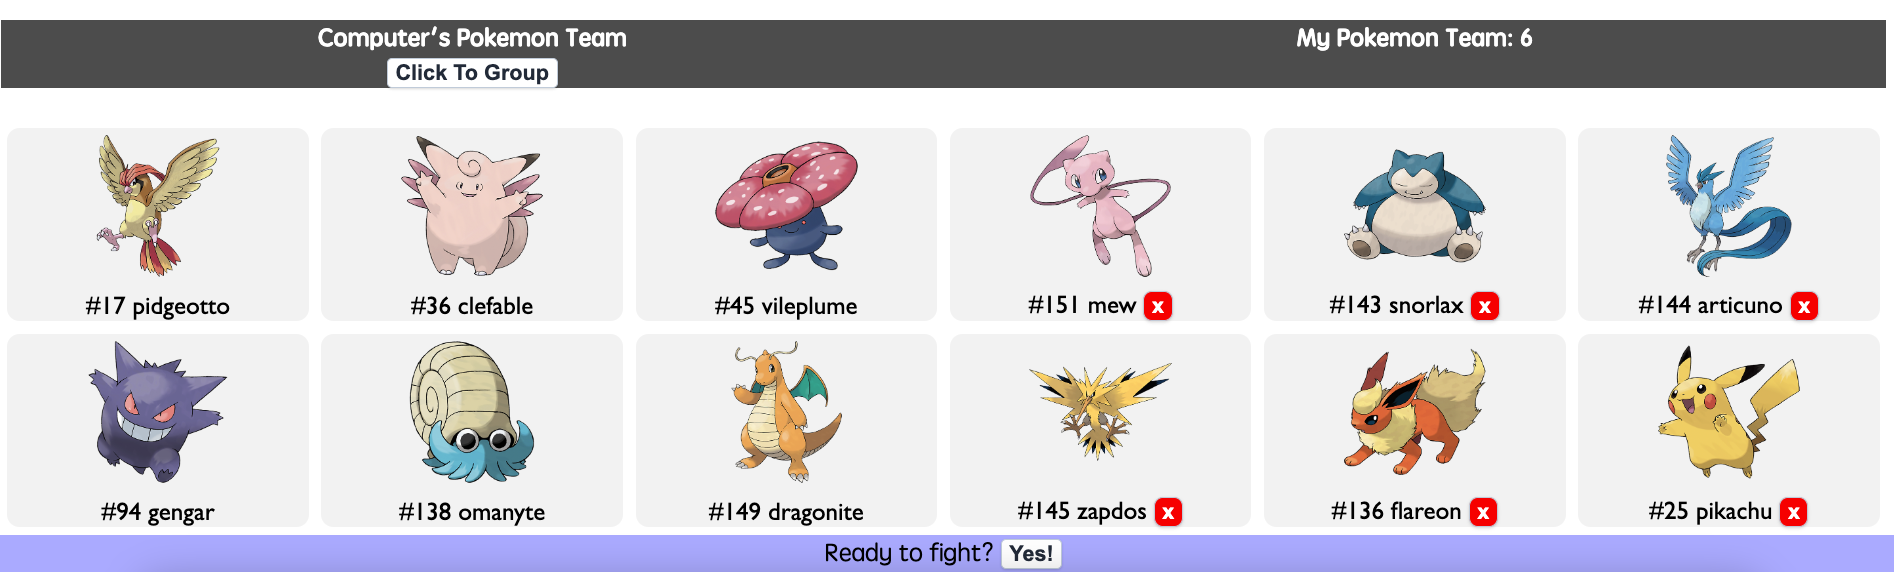 Computer's Pokemon Team
My Pokemon Team: 6
Click To Group
#17 pidgeotto
#36 clefable
#45 vileplume
#151 mew x
#143 snorlax x
#144 articuno x
#94 gengar
#138 omanyte
#149 dragonite
#145 zapdos x
#136 flareon x
#25 pikachu x
Ready to fight? Yes!